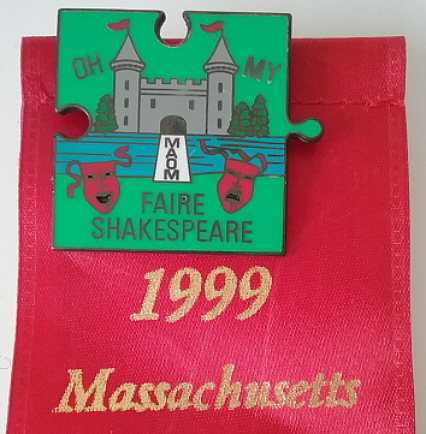 OH MY
MAOM
FAIRE
SHAKESPEARE
1999
Massachusetts